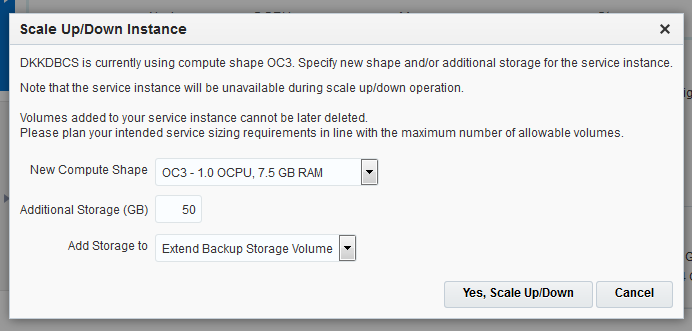 Scale Up/Down Instance
DKKDBCS is currently using compute shape OC3. Specify new shape and/or additional storage for the service instance.
Note that the service instance will be unavailable during scale up/down operation.
Volumes added to your service instance cannot be later deleted.
Please plan your intended service sizing requirements in line with the maximum number of allowable volumes.
New Compute Shape OC3 - 1.0 OCPU, 7.5 GB RAM
Additional Storage (GB) 50
Add Storage to Extend Backup Storage Volume
Yes, Scale Up/Down Cancel